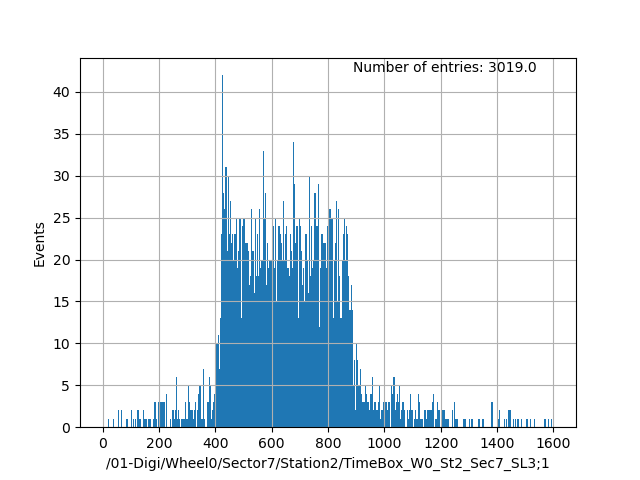 Number of entries: 3019.0
40
35
30
25
20
15
10
5
0
Events
0 200 400 600 800 1000 1200 1400 1600
/01-Digi/Wheel0/Sector7/Station2/TimeBox_W0_St2_Sec7_SL3;1